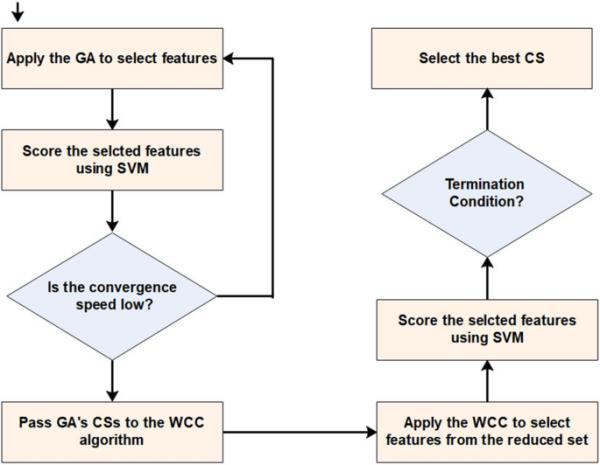 Apply the GA to select features
Score the selcted features
using SVM
Is the convergence
speed low?
Pass GA's CSs to the WCC
algorithm
Select the best CS
Termination
Condition?
Score the selcted features
using SVM
Apply the WCC to select
features from the reduced set